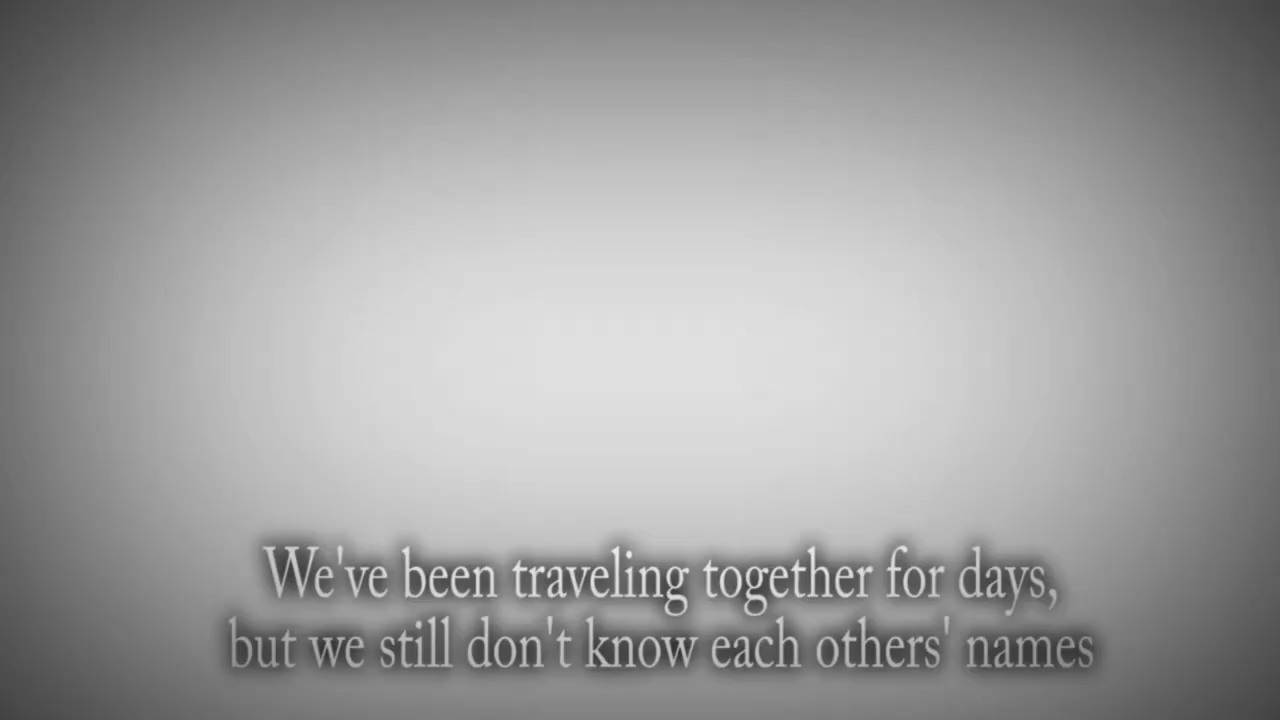 We've been traveling together for days,
but we still don't know each others' names